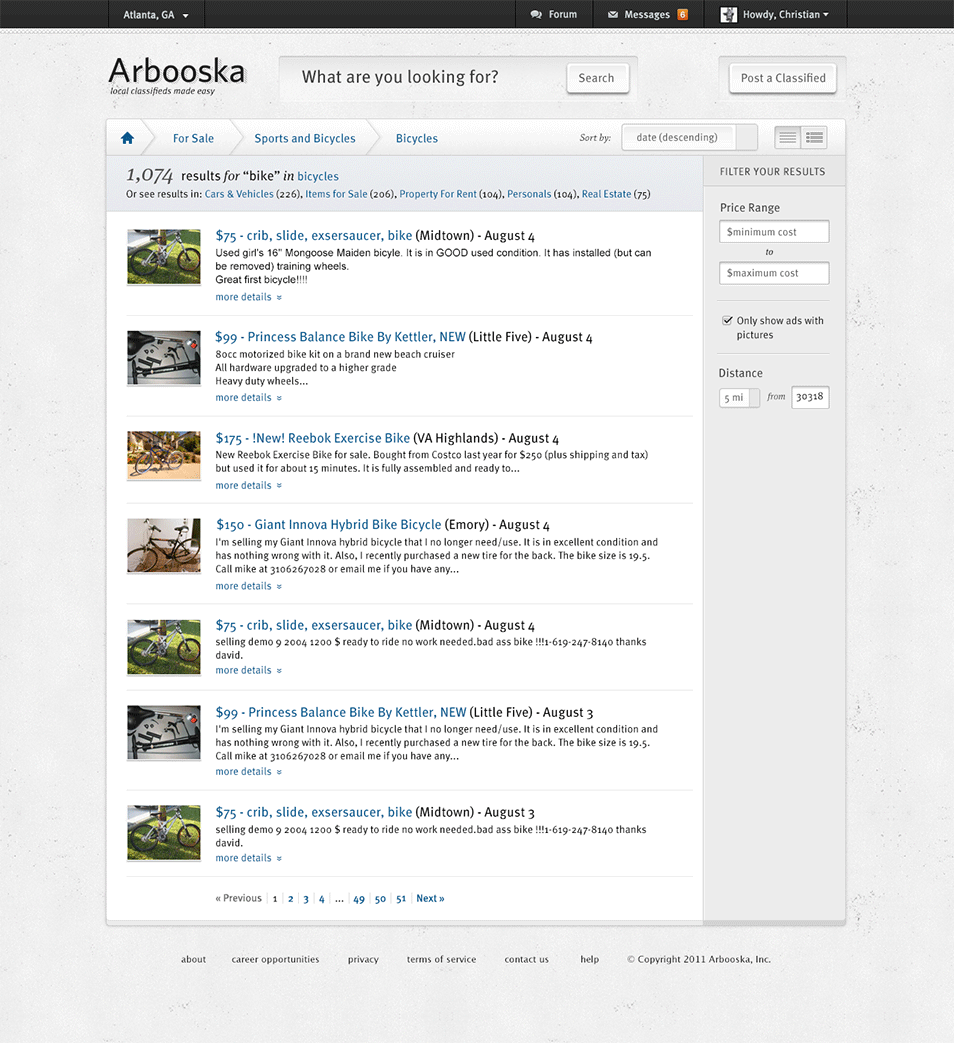 Atlanta, GA
Forum
Messages 6
Howdy, Christian
Arbooska
local classifieds made easy
What are you looking for?
Search
Post a Classified
For Sale
Sports and Bicycles
Bicycles
Sort by:
date (descending)
1,074 results for “bike” in bicycles
Or see results in: Cars & Vehicles (226), Items for Sale (206), Property For Rent (104), Personals (104), Real Estate (75)
$75 - crib, slide, exsersaucer, bike (Midtown) - August 4
Used girl's 16" Mongoose Maiden bicyle. It is in GOOD used condition. It has installed (but can
be removed) training wheels.
Great first bicycle!!!!
more details
$99 - Princess Balance Bike By Kettler, NEW (Little Five) - August 4
80cc motorized bike kit on a brand new beach cruiser
All hardware upgraded to a higher grade
Heavy duty wheels...
more details
$175 - !New! Reebok Exercise Bike (VA Highlands) - August 4
New Reebok Exercise Bike for sale. Bought from Costco last year for $250 (plus shipping and tax)
but used it for about 15 minutes. It is fully assembled and ready to...
more details
$150 - Giant Innova Hybrid Bike Bicycle (Emory) - August 4
I'm selling my Giant Innova hybrid bicycle that I no longer need/use. It is in excellent condition and
has nothing wrong with it. Also, I recently purchased a new tire for the back. The bike size is 19.5.
Call mike at 3106267028 or email me if you have any...
more details
$75 - crib, slide, exsersaucer, bike (Midtown) - August 4
selling demo 9 2004 1200 $ ready to ride no work needed.bad ass bike !!!1-619-247-8140 thanks
david.
more details
$99 - Princess Balance Bike By Kettler, NEW (Little Five) - August 3
I'm selling my Giant Innova hybrid bicycle that I no longer need/use. It is in excellent condition and
has nothing wrong with it. Also, I recently purchased a new tire for the back. The bike size is 19.5.
Call mike at 3106267028 or email me if you have any...
more details
$75 - crib, slide, exsersaucer, bike (Midtown) - August 3
selling demo 9 2004 1200 $ ready to ride no work needed.bad ass bike !!!1-619-247-8140 thanks
david.
more details
« Previous 1 2 3 4 ... 49 50 51 Next »
FILTER YOUR RESULTS
Price Range
$minimum cost
to
$maximum cost
Only show ads with
pictures
Distance
5 mi from 30318
about
career opportunities
privacy
terms of service
contact us
help
© Copyright 2011 Arbooska, Inc.